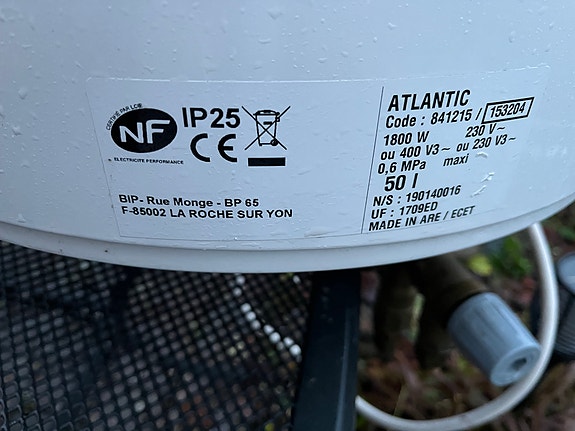 CERTIFIÉ PAR LCIE
NF
ELECTRICITE PERFORMANCE
IP25
CE
BIP- Rue Monge - BP 65
F-85002 LA ROCHE SUR YON
ATLANTIC
Code : 841215 / 153204
1800 W 230 V~
ou 400 V3~ ou 230 V3~
0,6 MPa maxi
50 l
N/S : 190140016
UF : 1709ED
MADE IN ARE / ECET